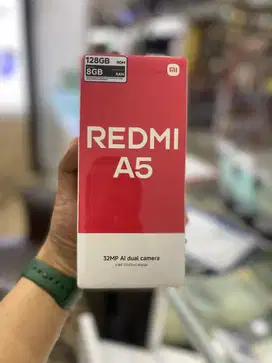 128GB ROM
8GB RAM
mi
REDMI
A5
32MP AI dual camera